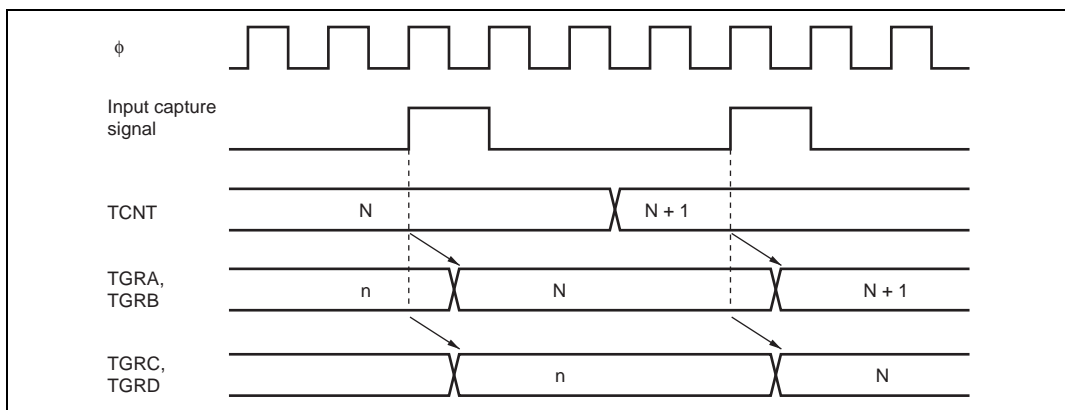 φ
Input capture
signal
TCNT
N
N + 1
TGRA,
TGRB
n
N
N + 1
TGRC,
TGRD
n
N